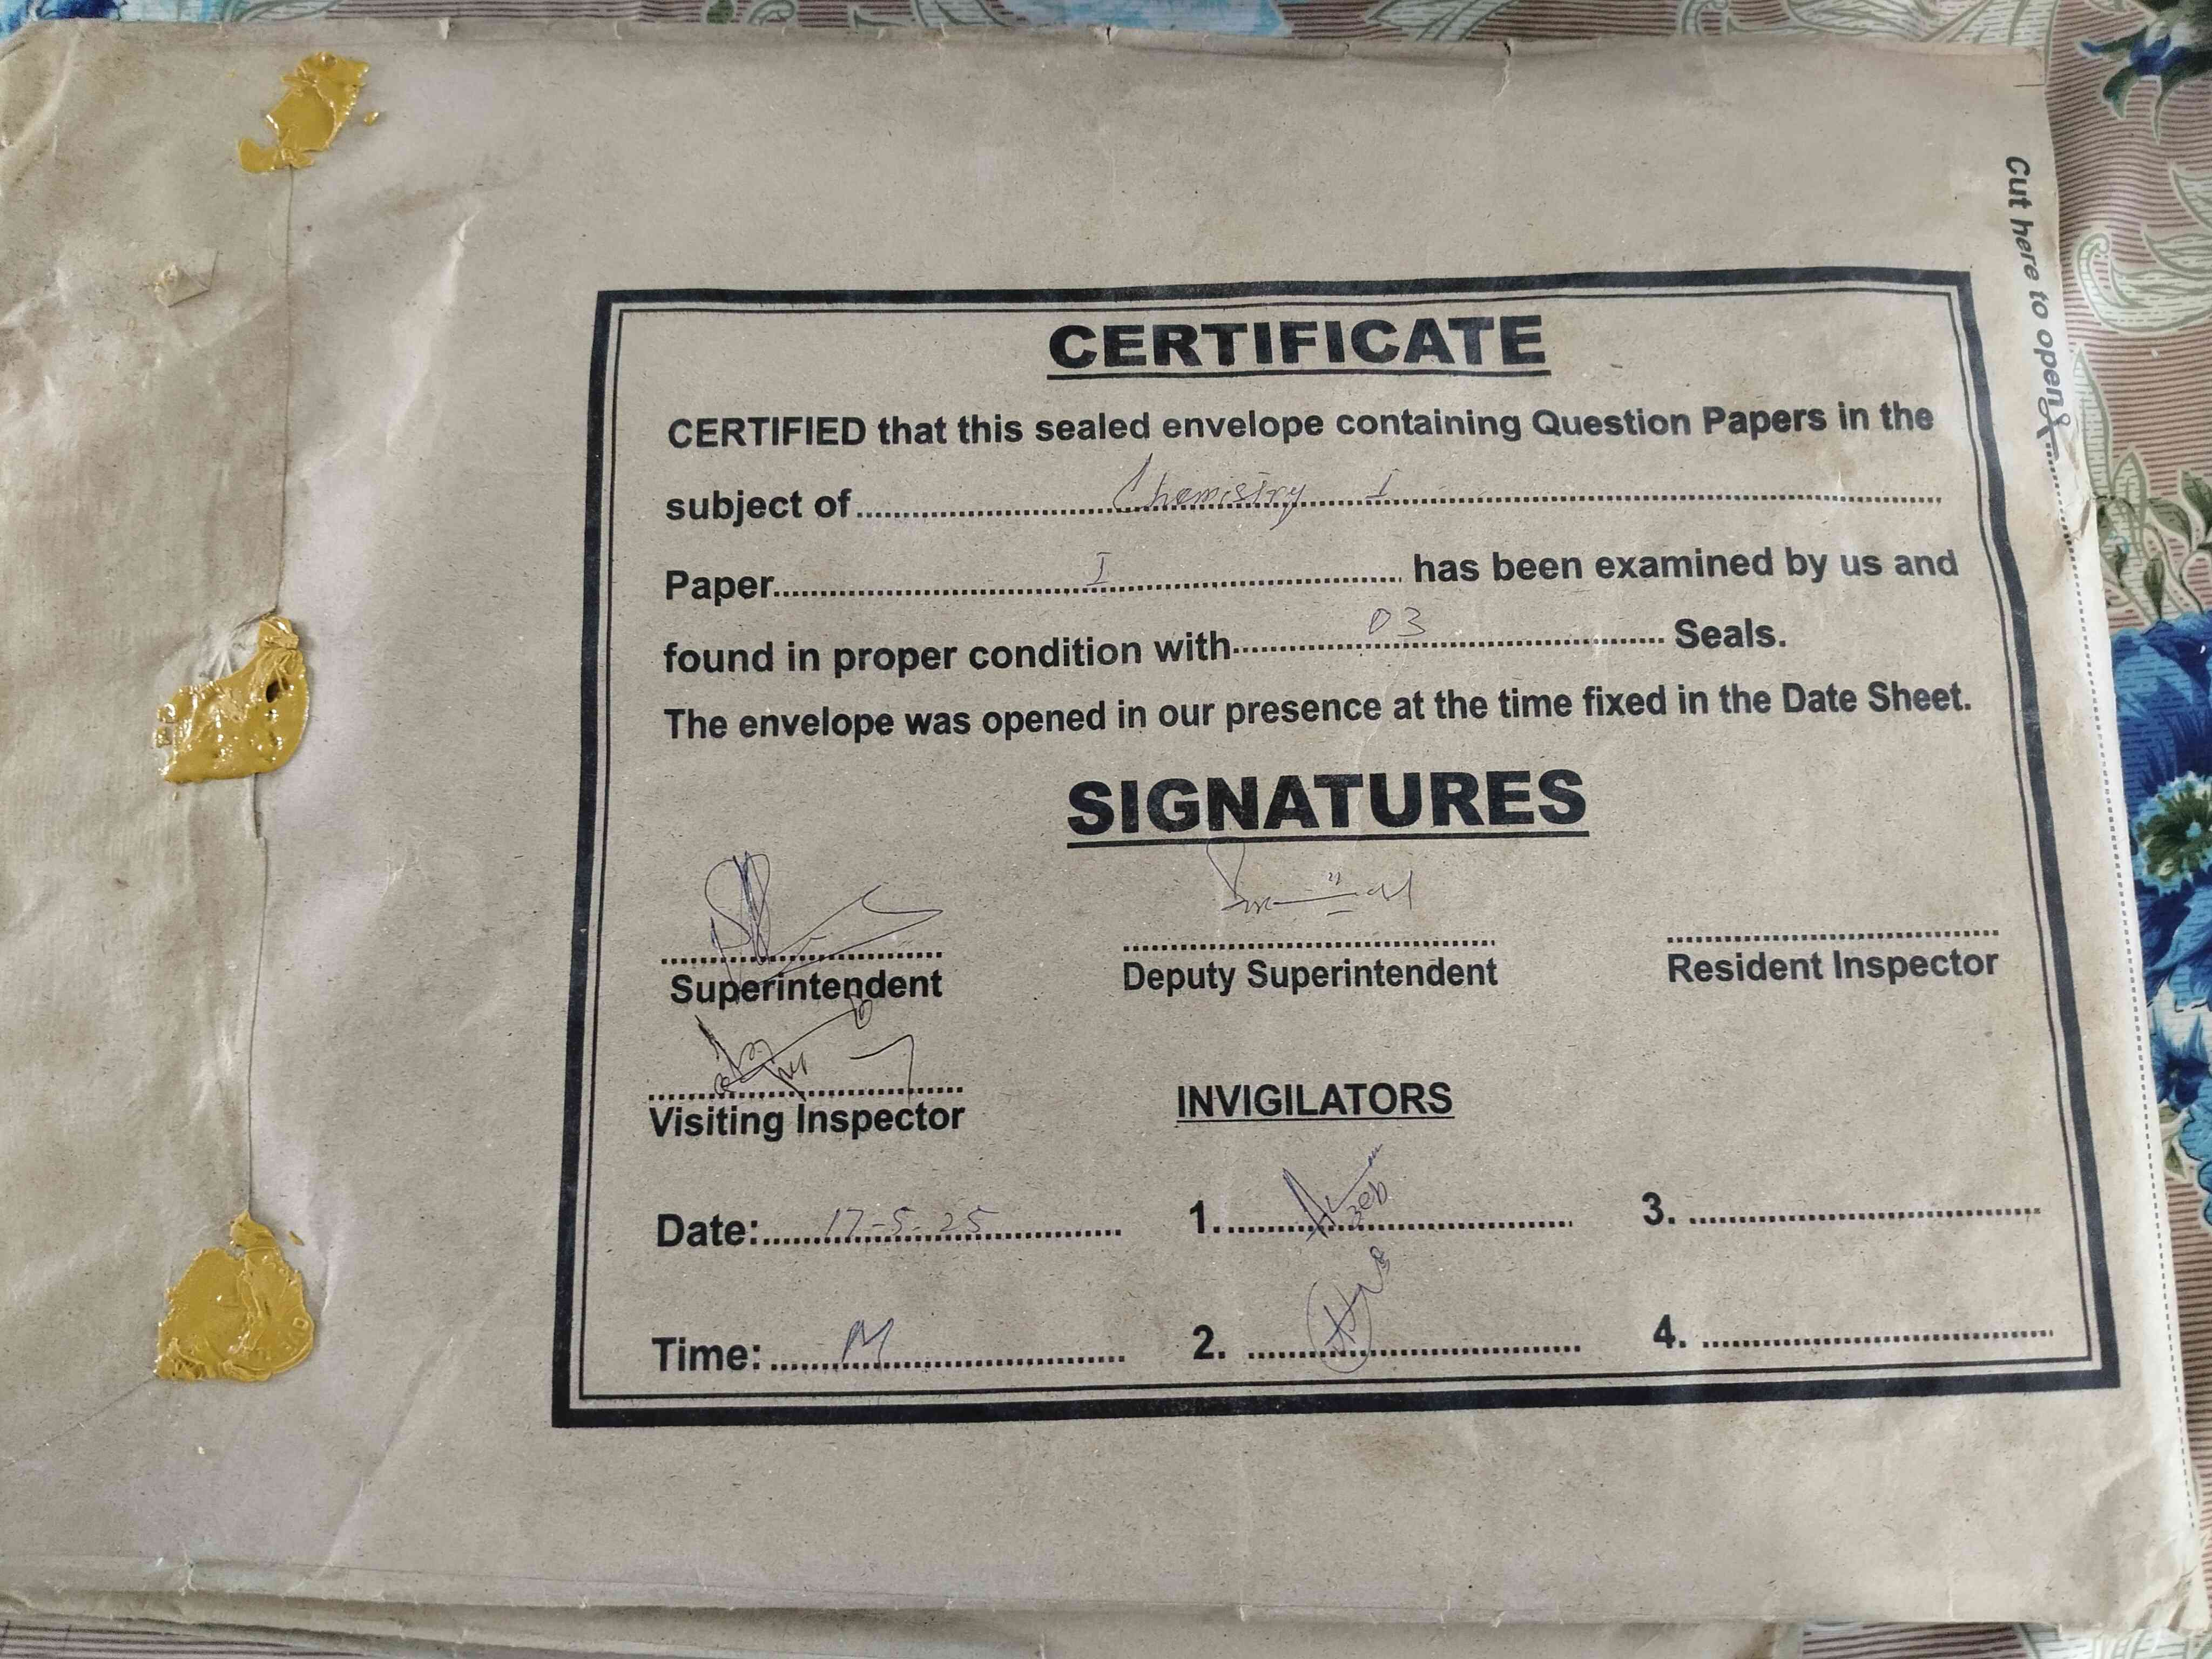 Cut here to open
CERTIFICATE
CERTIFIED that this sealed envelope containing Question Papers in the
subject of Chemistry I
Paper I has been examined by us and
found in proper condition with 03 Seals.
The envelope was opened in our presence at the time fixed in the Date Sheet.
SIGNATURES
Superintendent Deputy Superintendent Resident Inspector
Visiting Inspector INVIGILATORS
Date: 17-5-25 1. 3.
Time: M 2. 4.